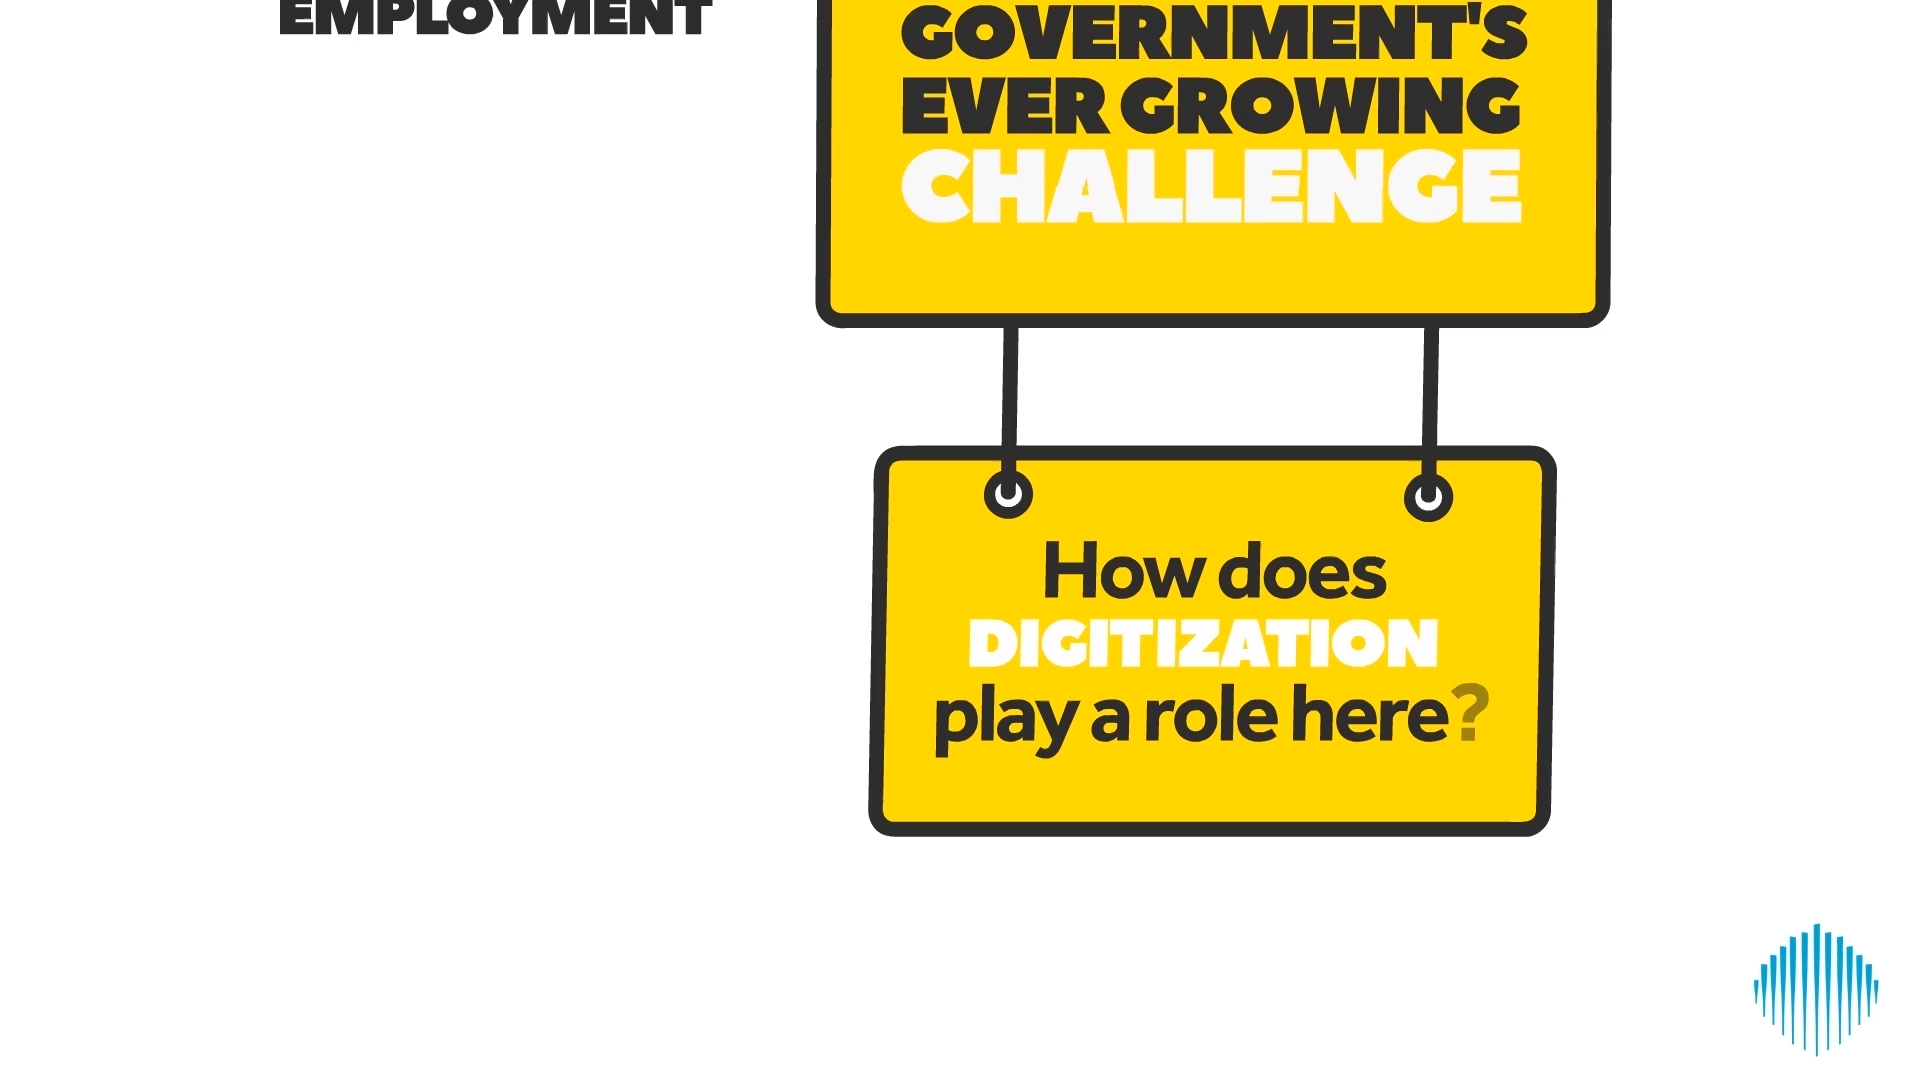 EMPLOYMENT
GOVERNMENT'S
EVER GROWING
CHALLENGE
How does
DIGITIZATION
play a role here?